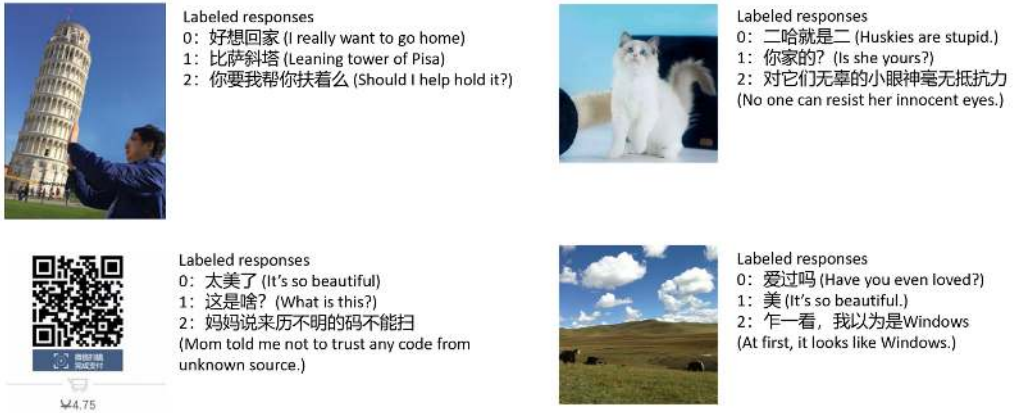 Labeled responses
0：好想回家 (I really want to go home)
1：比萨斜塔 (Leaning tower of Pisa)
2：你要我帮你扶着么 (Should I help hold it?)
Labeled responses
0：二哈就是二 (Huskies are stupid.)
1：你家的？(Is she yours?)
2：对它们无辜的小眼神毫无抵抗力
(No one can resist her innocent eyes.)
Labeled responses
0：太美了 (It's so beautiful)
1：这是啥？(What is this?)
2：妈妈说来历不明的码不能扫
(Mom told me not to trust any code from
unknown source.)
微信扫码
完成支付
¥4.75
Labeled responses
0：爱过吗 (Have you even loved?)
1：美 (It's so beautiful.)
2：乍一看，我以为是Windows
(At first, it looks like Windows.)